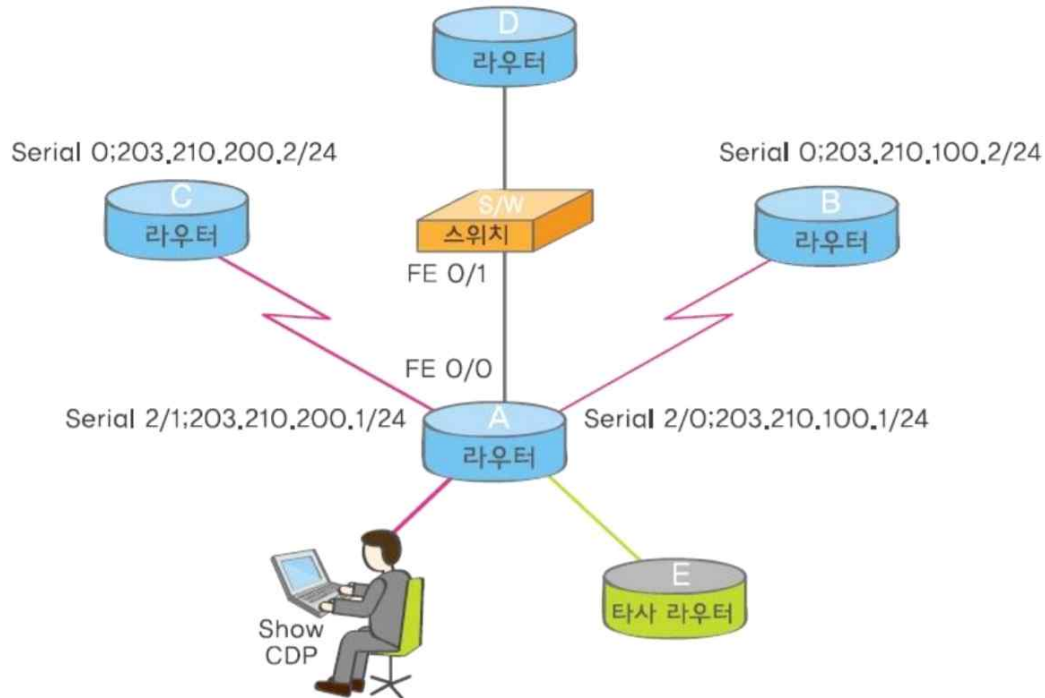 D
라우터
Serial 0;203.210.200.2/24
Serial 0;203.210.100.2/24
C
라우터
S/W
스위치
B
라우터
FE 0/1
FE 0/0
Serial 2/1;203.210.200.1/24
A
라우터
Serial 2/0;203.210.100.1/24
Show
CDP
E
타사 라우터